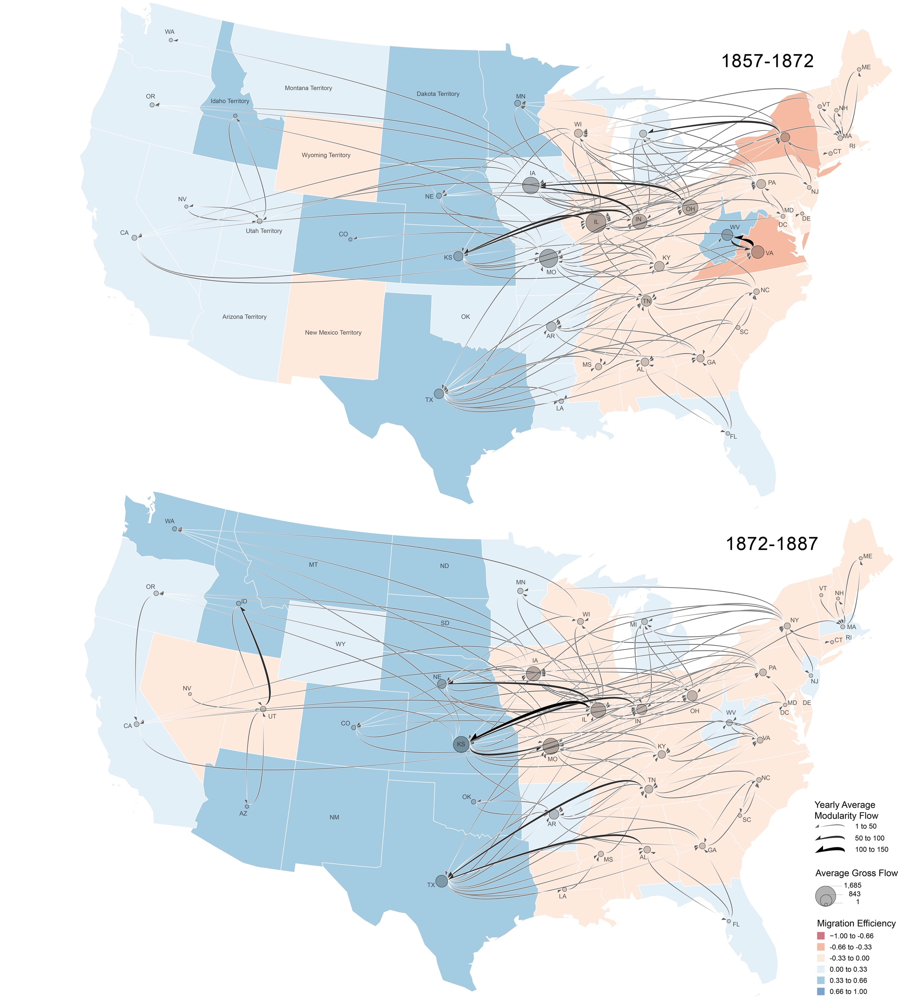 1857-1872
WA
ME
Montana Territory
Dakota Territory
OR
Idaho Territory
MN
VT
NH
WI
MA
RI
CT
Wyoming Territory
IA
PA
NJ
NE
NV
OH
MD
DE
IN
IL
DC
WV
Utah Territory
CA
CO
KS
VA
KY
MO
NC
TN
Arizona Territory
OK
New Mexico Territory
SC
AR
GA
MS
AL
TX
LA
FL
1872-1887
WA
ME
MT
ND
OR
MN
VT
NH
ID
WI
NY
SD
MI
MA
RI
CT
WY
IA
PA
NE
NJ
NV
MD
DE
OH
DC
WV
UT
IL
IN
CO
CA
VA
KS
KY
MO
NC
TN
OK
AZ
NM
AR
SC
GA
MS
AL
TX
LA
FL
Yearly Average
Modularity Flow
1 to 50
50 to 100
100 to 150
Average Gross Flow
1,685
843
1
Migration Efficiency
−1.00 to -0.66
-0.66 to -0.33
-0.33 to 0.00
0.00 to 0.33
0.33 to 0.66
0.66 to 1.00